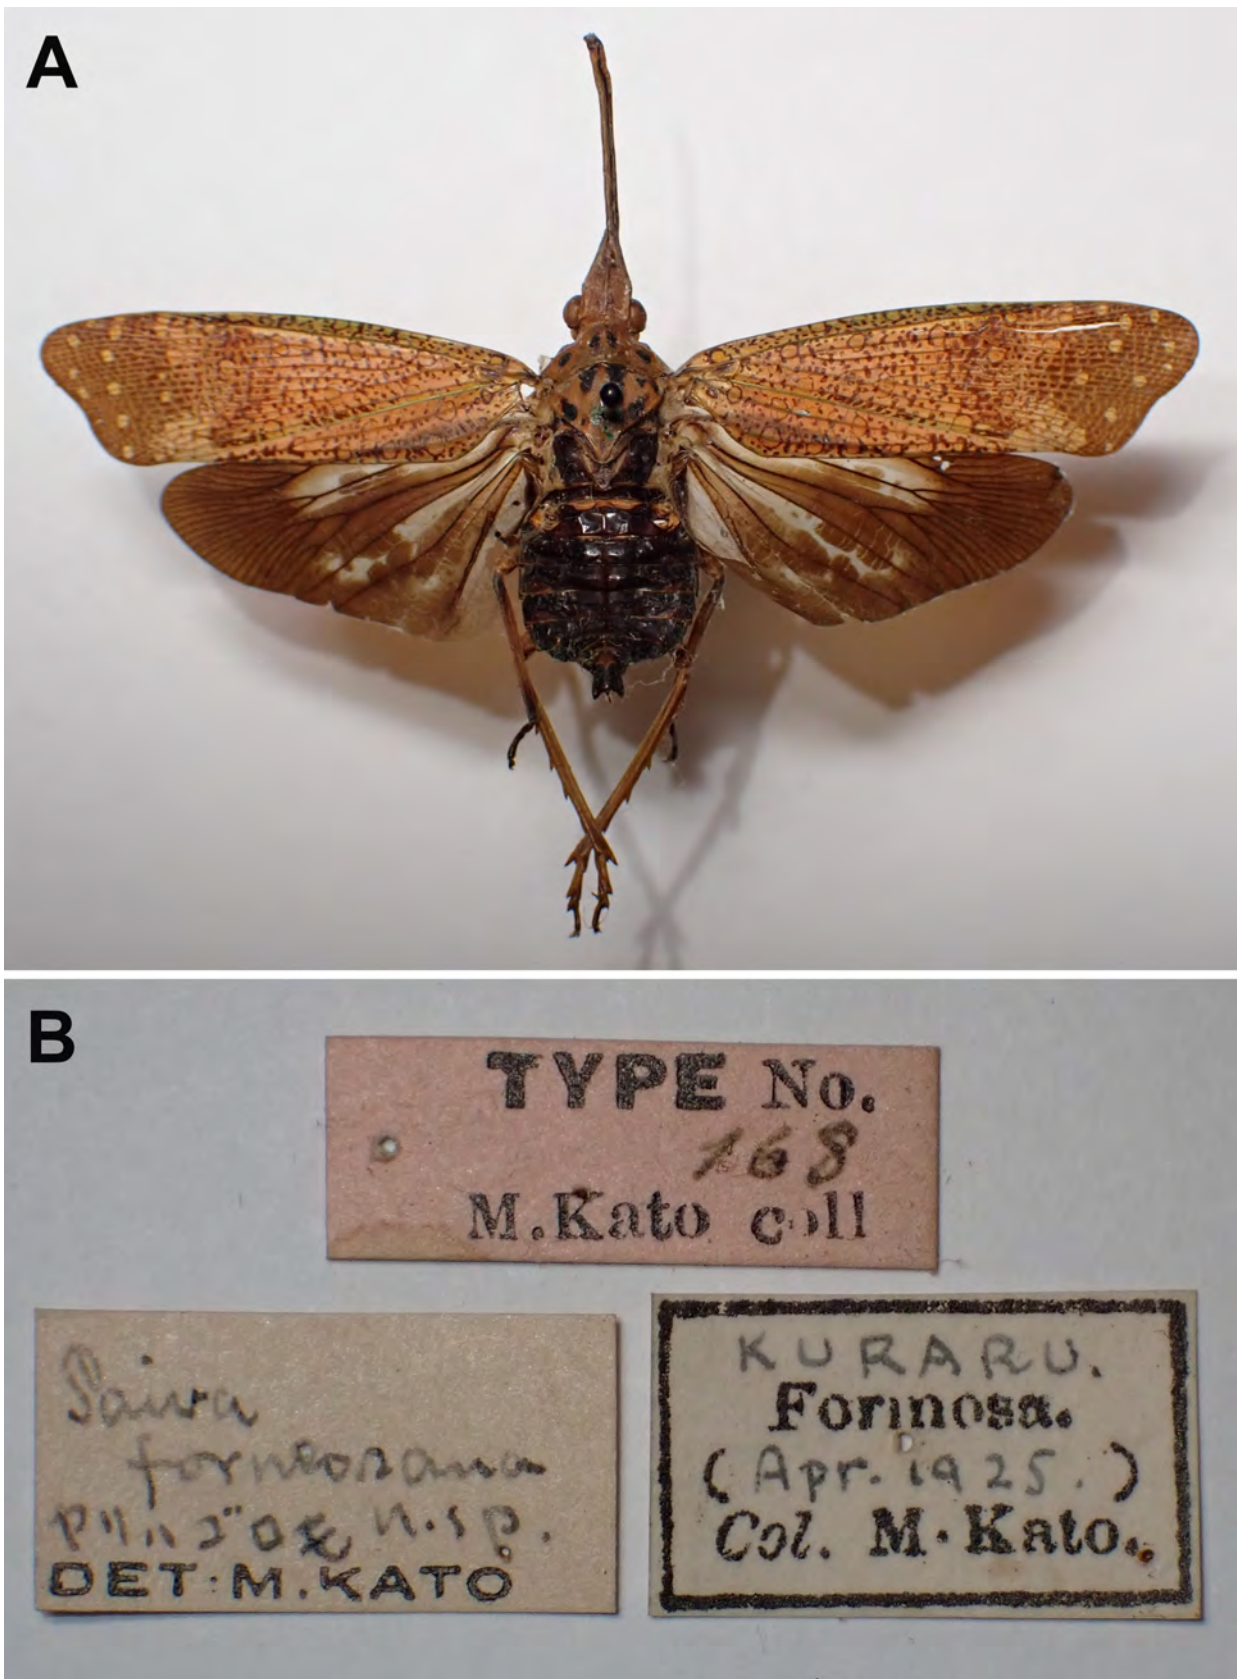 A
B
TYPE No.
168
M. Kato coll
Saiva
formosana
n. sp.
DET. M. KATO
KURARU.
Formosa.
(Apr. 1925.)
Col. M. Kato.